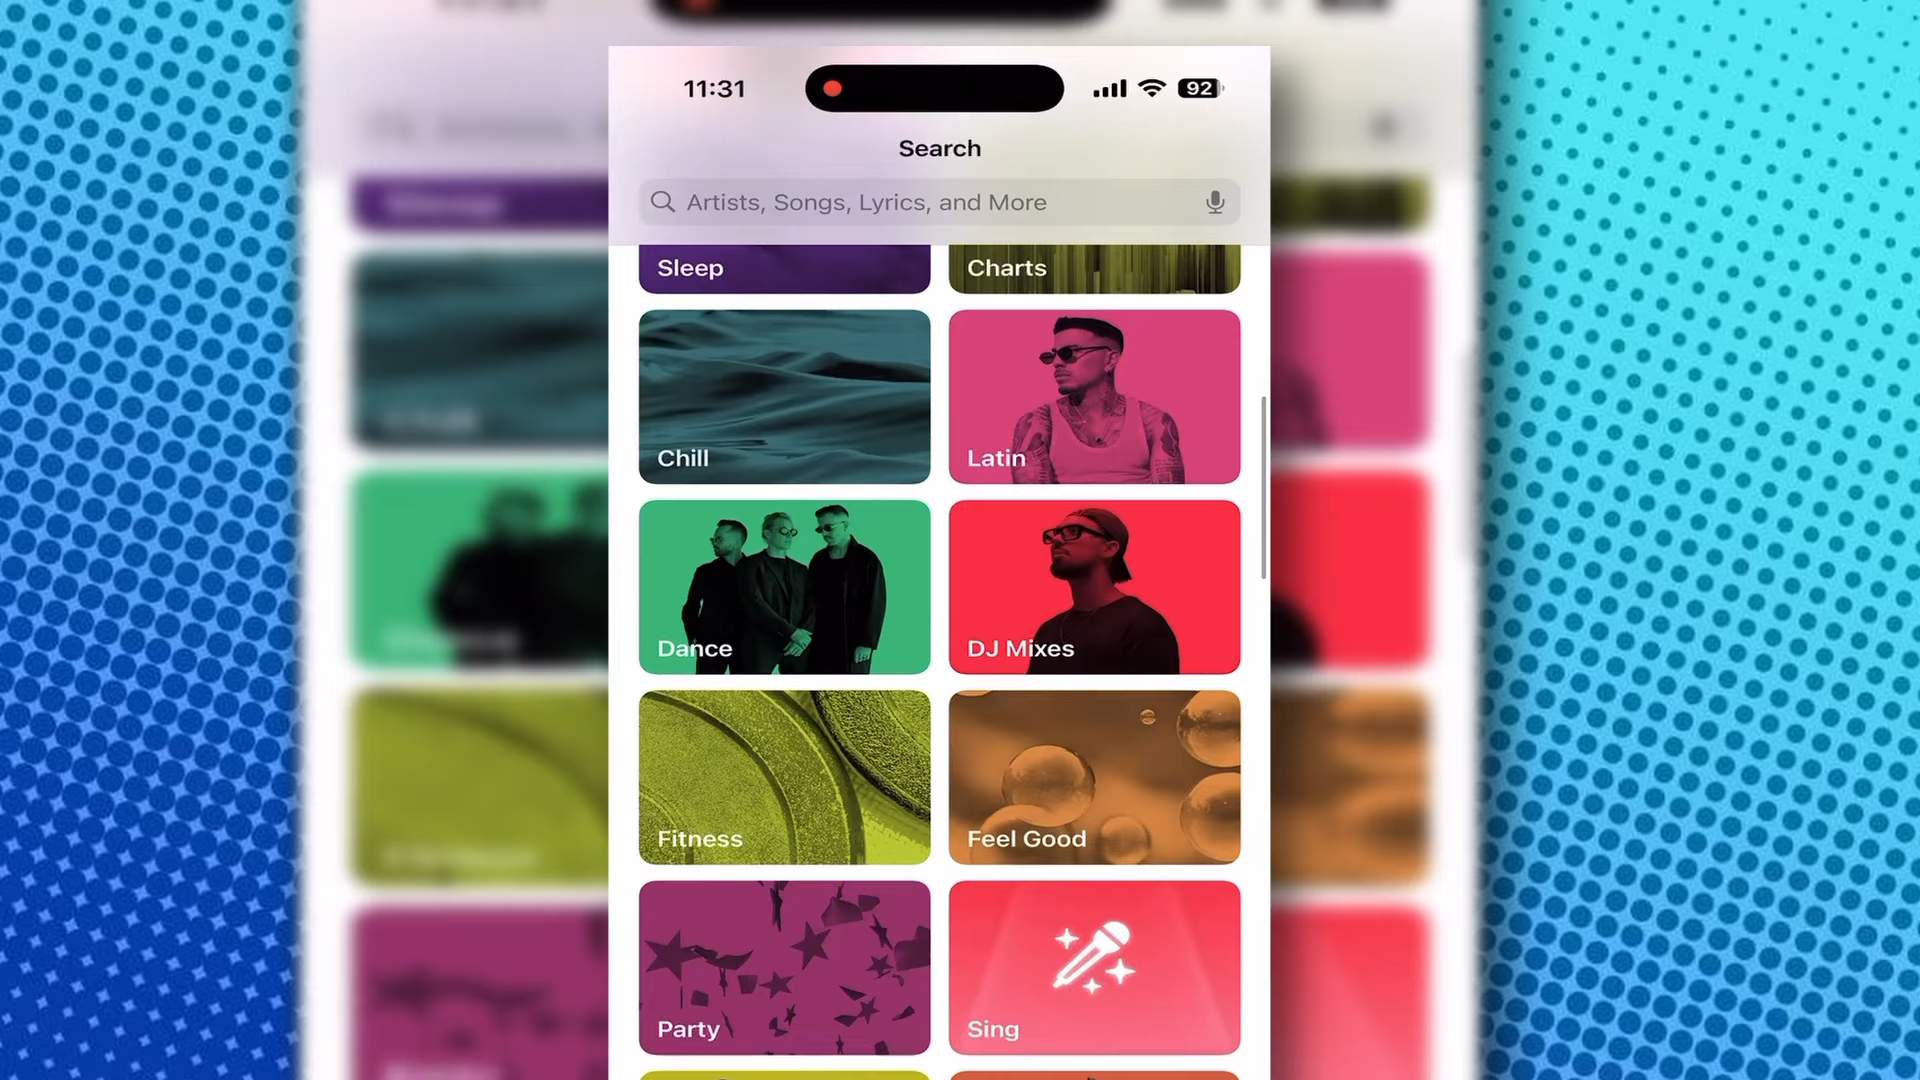 11:31
92
Search
Artists, Songs, Lyrics, and More
Sleep
Charts
Chill
Latin
Dance
DJ Mixes
Fitness
Feel Good
Party
Sing